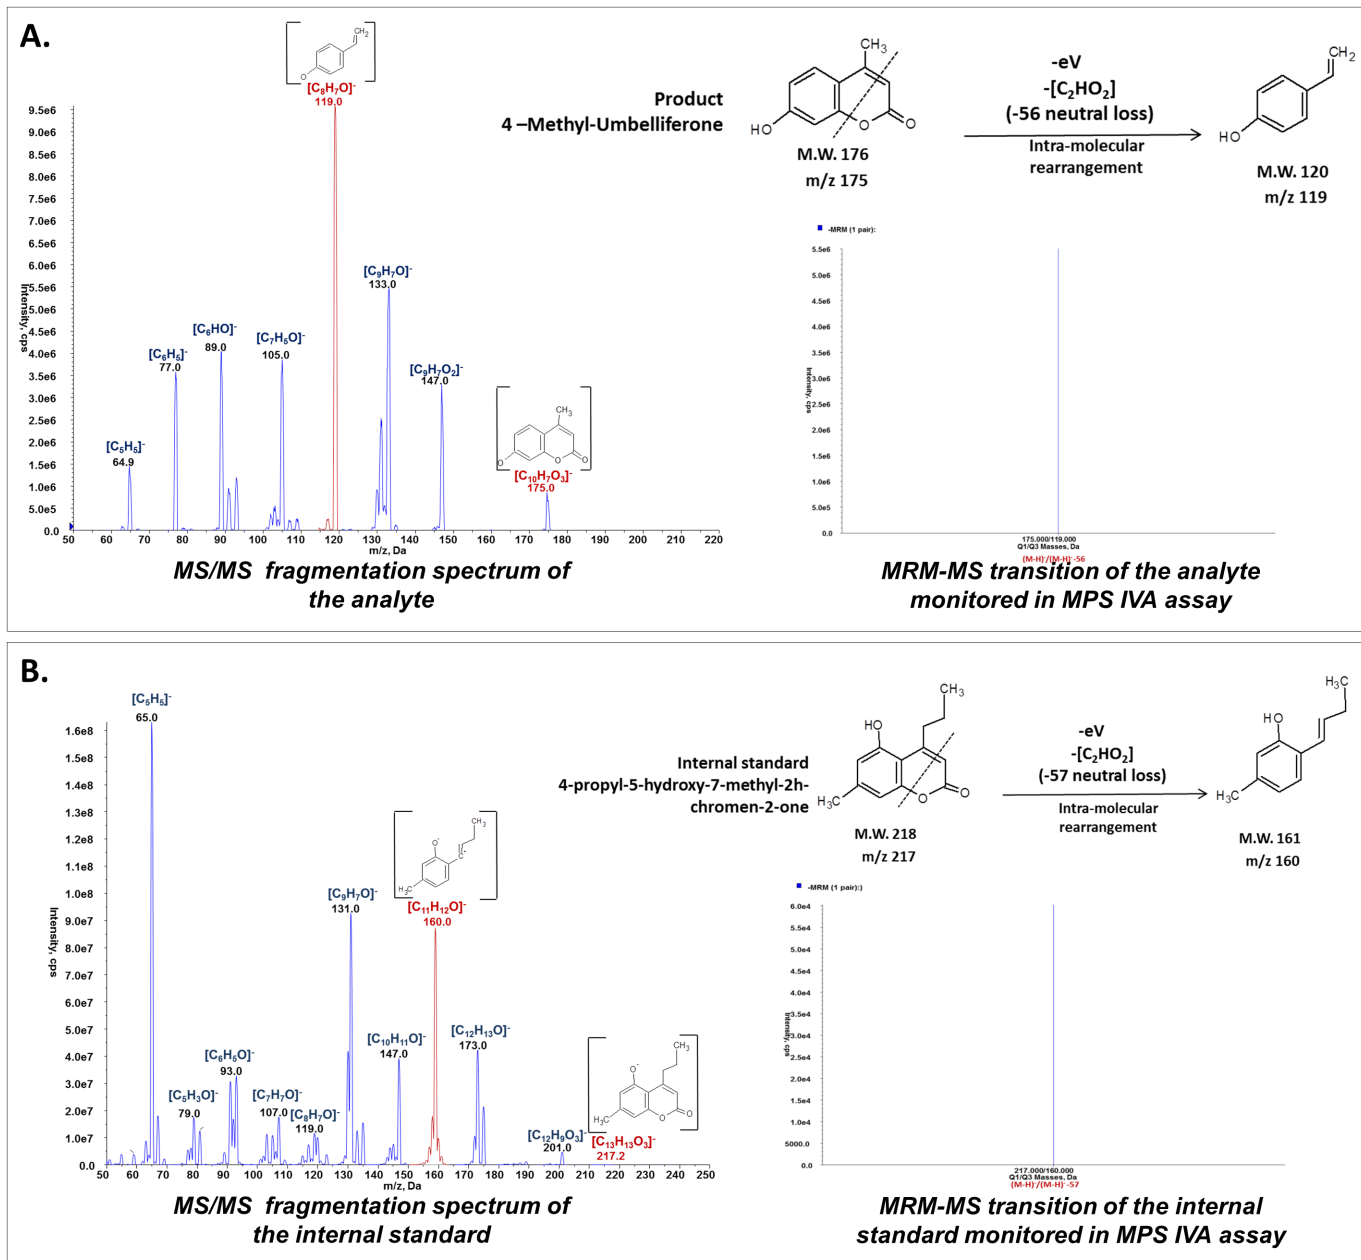 A.
CH₂
O
[C₈H₇O]⁻
119.0
9.5e6
9.0e6
8.5e6
8.0e6
7.5e6
7.0e6
6.5e6
6.0e6
5.5e6
5.0e6
4.5e6
4.0e6
3.5e6
3.0e6
2.5e6
2.0e6
1.5e6
1.0e6
5.0e5
0.0
Intensity, cps
[C₅H₅]⁻
64.9
[C₆H₅]⁻
77.0
[C₆HO]⁻
89.0
[C₇H₅O]⁻
105.0
[C₉H₇O]⁻
133.0
[C₉H₇O₂]⁻
147.0
CH₃
O O O
[C₁₀H₇O₃]⁻
175.0
50 60 70 80 90 100 110 120 130 140 150 160 170 180 190 200 210 220
m/z, Da
MS/MS fragmentation spectrum of
the analyte
Product
4 –Methyl-Umbelliferone
CH₃
HO O O
M.W. 176
m/z 175
-eV
-[C₂HO₂]
(-56 neutral loss)
Intra-molecular
rearrangement
CH₂
HO
M.W. 120
m/z 119
-MRM (1 pair):
5.5e6
5.0e6
4.5e6
4.0e6
3.5e6
3.0e6
2.5e6
2.0e6
1.5e6
1.0e6
5.0e5
0.0
Intensity, cps
175.000/119.000
Q1/Q3 Masses, Da
(M-H)⁻/(M-H)⁻-56
MRM-MS transition of the analyte
monitored in MPS IVA assay
B.
[C₅H₅]⁻
65.0
1.6e8
1.5e8
1.4e8
1.3e8
1.2e8
1.1e8
1.0e8
9.0e7
8.0e7
7.0e7
6.0e7
5.0e7
4.0e7
3.0e7
2.0e7
1.0e7
0.0
Intensity, cps
[C₅H₃O]⁻
79.0
[C₆H₅O]⁻
93.0
[C₇H₇O]⁻
107.0
[C₈H₇O]⁻
119.0
[C₉H₇O]⁻
131.0
CH₃
O⁻
C•
H₃C
[C₁₁H₁₂O]⁻
160.0
[C₁₀H₁₁O]⁻
147.0
[C₁₂H₁₃O]⁻
173.0
[C₁₂H₉O₃]⁻
201.0
CH₃
O⁻
H₃C O O
[C₁₃H₁₃O₃]⁻
217.2
50 60 70 80 90 100 110 120 130 140 150 160 170 180 190 200 210 220 230 240 250
m/z, Da
MS/MS fragmentation spectrum of
the internal standard
Internal standard
4-propyl-5-hydroxy-7-methyl-2h-
chromen-2-one
CH₃
HO
H₃C O O
M.W. 218
m/z 217
-eV
-[C₂HO₂]
(-57 neutral loss)
Intra-molecular
rearrangement
H₃C
HO
H₃C
M.W. 161
m/z 160
-MRM (1 pair):)
6.0e4
5.5e4
5.0e4
4.5e4
4.0e4
3.5e4
3.0e4
2.5e4
2.0e4
1.5e4
1.0e4
5000.0
0.0
Intensity, cps
217.000/160.000
Q1/Q3 Masses, Da
(M-H)⁻/(M-H)⁻-57
MRM-MS transition of the internal
standard monitored in MPS IVA assay